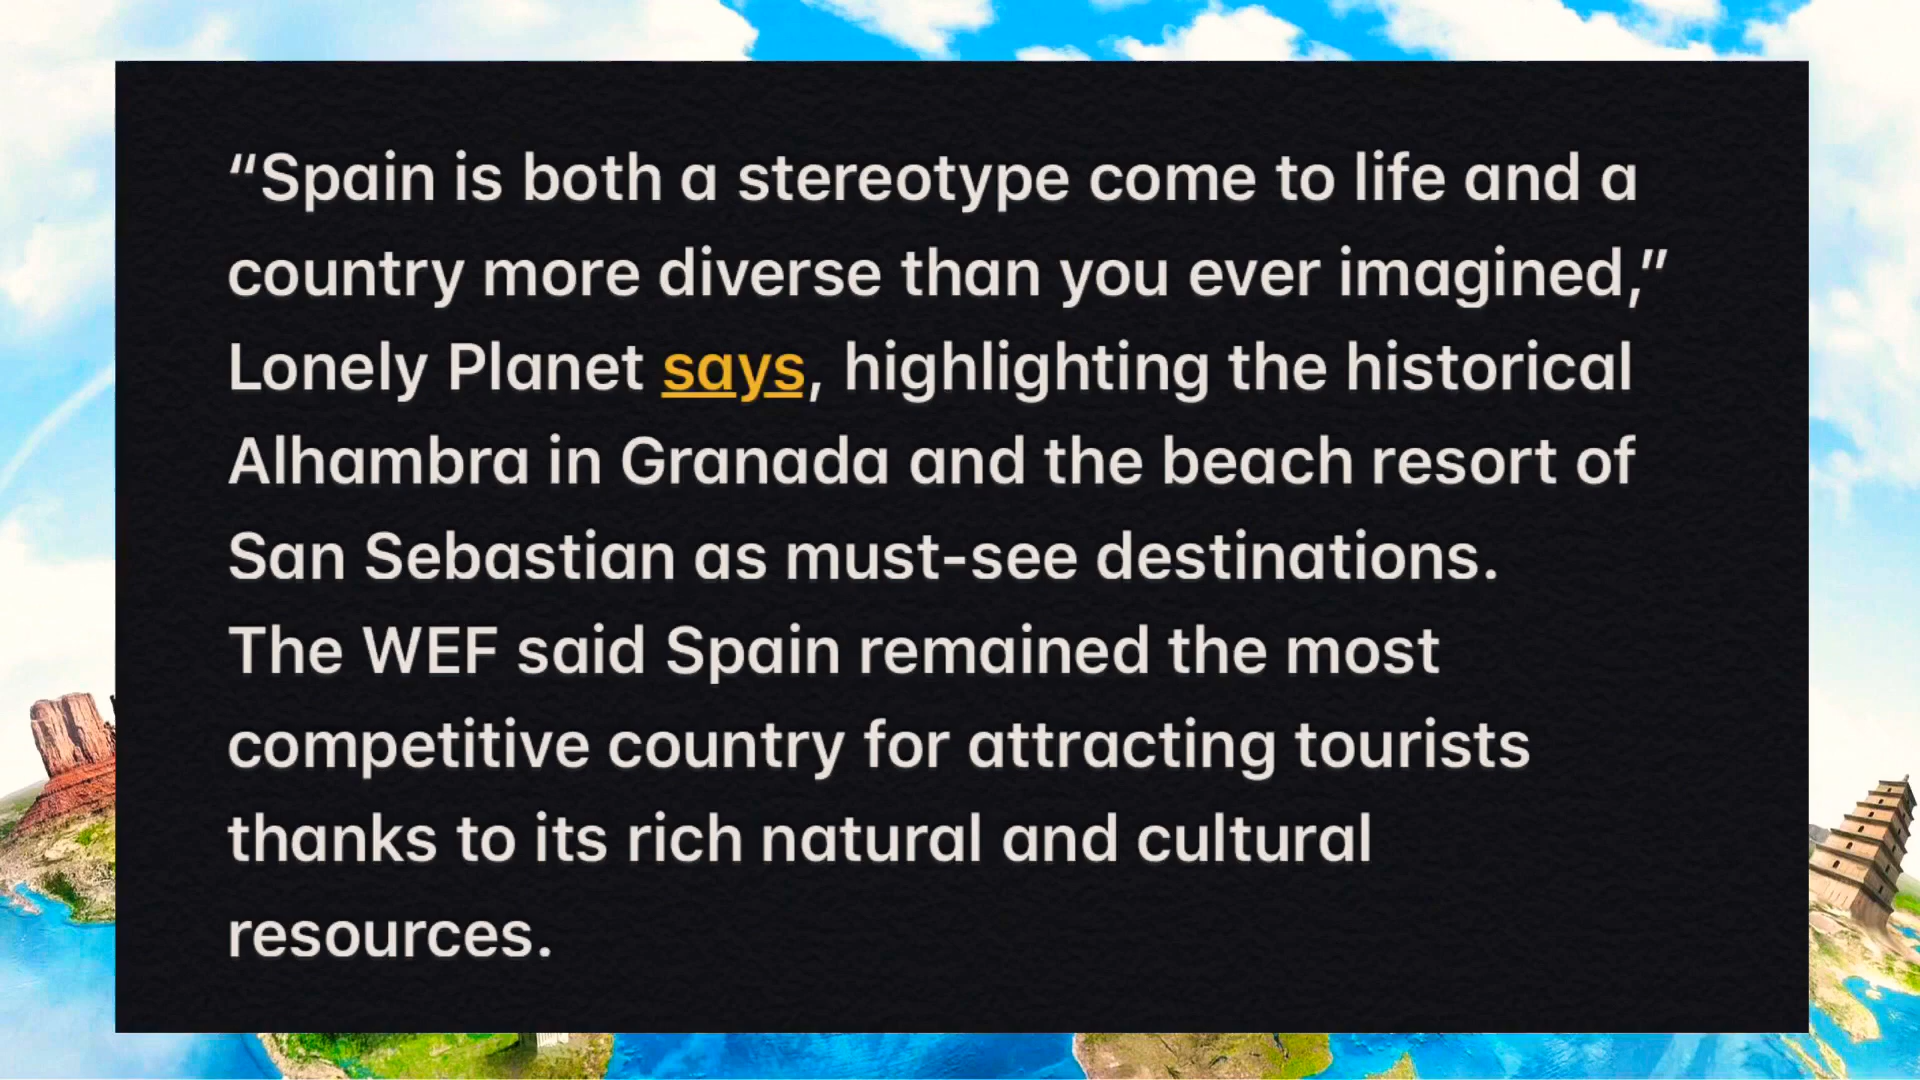 “Spain is both a stereotype come to life and a
country more diverse than you ever imagined,”
Lonely Planet says, highlighting the historical
Alhambra in Granada and the beach resort of
San Sebastian as must-see destinations.
The WEF said Spain remained the most
competitive country for attracting tourists
thanks to its rich natural and cultural
resources.